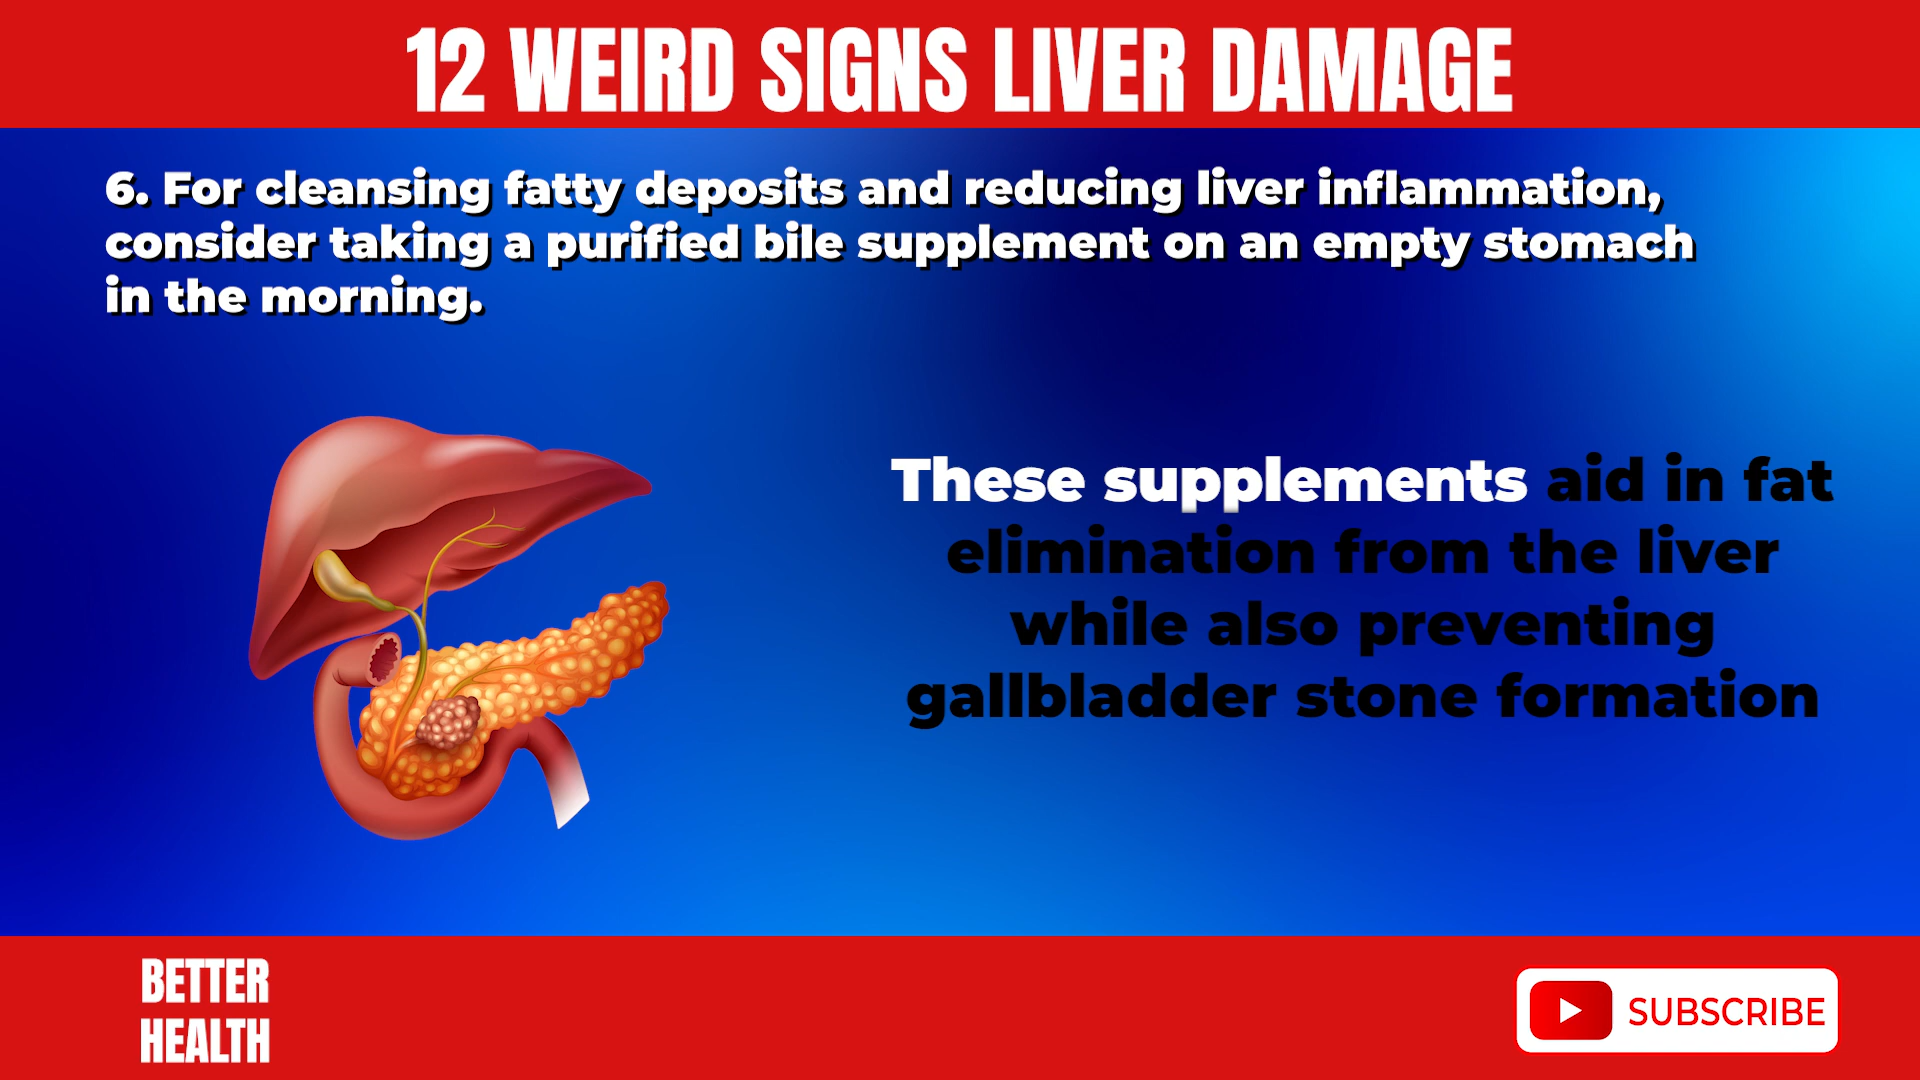 12 WEIRD SIGNS LIVER DAMAGE
6. For cleansing fatty deposits and reducing liver inflammation,
consider taking a purified bile supplement on an empty stomach
in the morning.
These supplements aid in fat
elimination from the liver
while also preventing
gallbladder stone formation
BETTER
HEALTH
SUBSCRIBE